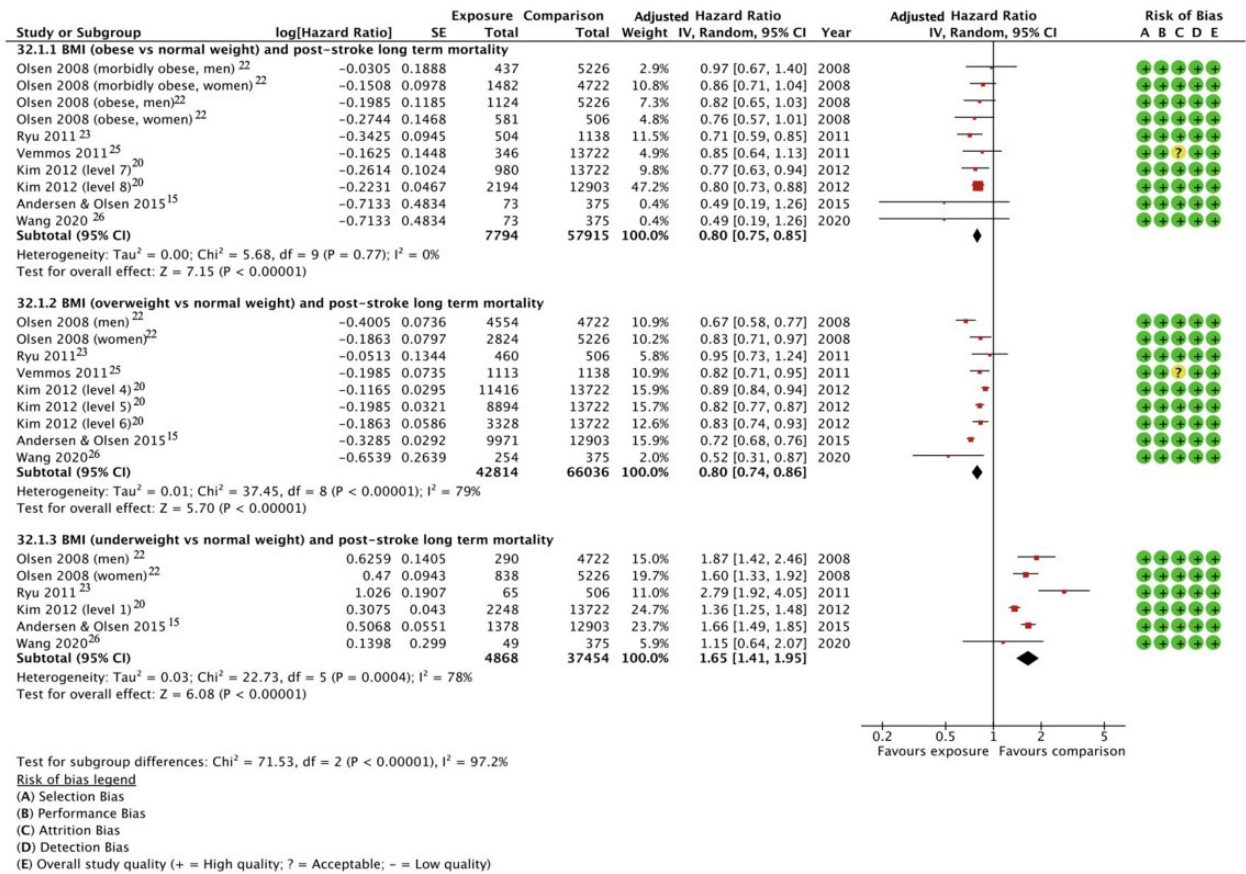 Exposure Comparison Adjusted Hazard Ratio Adjusted Hazard Ratio Risk of Bias
Study or Subgroup log[Hazard Ratio] SE Total Total Weight IV, Random, 95% CI Year IV, Random, 95% CI A B C D E
32.1.1 BMI (obese vs normal weight) and post-stroke long term mortality
Olsen 2008 (morbidly obese, men) 22 -0.0305 0.1888 437 5226 2.9% 0.97 [0.67, 1.40] 2008 + + + + +
Olsen 2008 (morbidly obese, women) 22 -0.1508 0.0978 1482 4722 10.8% 0.86 [0.71, 1.04] 2008 + + + + +
Olsen 2008 (obese, men)22 -0.1985 0.1185 1124 5226 7.3% 0.82 [0.65, 1.03] 2008 + + + + +
Olsen 2008 (obese, women) 22 -0.2744 0.1468 581 506 4.8% 0.76 [0.57, 1.01] 2008 + + + + +
Ryu 2011 23 -0.3425 0.0945 504 1138 11.5% 0.71 [0.59, 0.85] 2011 + + + + +
Vemmos 2011 25 -0.1625 0.1448 346 13722 4.9% 0.85 [0.64, 1.13] 2011 + + ? + +
Kim 2012 (level 7)20 -0.2614 0.1024 980 13722 9.8% 0.77 [0.63, 0.94] 2012 + + + + +
Kim 2012 (level 8)20 -0.2231 0.0467 2194 12903 47.2% 0.80 [0.73, 0.88] 2012 + + + + +
Andersen & Olsen 2015 15 -0.7133 0.4834 73 375 0.4% 0.49 [0.19, 1.26] 2015 + + + + +
Wang 2020 26 -0.7133 0.4834 73 375 0.4% 0.49 [0.19, 1.26] 2020 + + + + +
Subtotal (95% CI) 7794 57915 100.0% 0.80 [0.75, 0.85]
Heterogeneity: Tau² = 0.00; Chi² = 5.68, df = 9 (P = 0.77); I² = 0%
Test for overall effect: Z = 7.15 (P < 0.00001)
32.1.2 BMI (overweight vs normal weight) and post-stroke long term mortality
Olsen 2008 (men) 22 -0.4005 0.0736 4554 4722 10.9% 0.67 [0.58, 0.77] 2008 + + + + +
Olsen 2008 (women)22 -0.1863 0.0797 2824 5226 10.2% 0.83 [0.71, 0.97] 2008 + + + + +
Ryu 2011 23 -0.0513 0.1344 460 506 5.8% 0.95 [0.73, 1.24] 2011 + + + + +
Vemmos 2011 25 -0.1985 0.0735 1113 1138 10.9% 0.82 [0.71, 0.95] 2011 + + ? + +
Kim 2012 (level 4)20 -0.1165 0.0295 11416 13722 15.9% 0.89 [0.84, 0.94] 2012 + + + + +
Kim 2012 (level 5)20 -0.1985 0.0321 8894 13722 15.7% 0.82 [0.77, 0.87] 2012 + + + + +
Kim 2012 (level 6)20 -0.1863 0.0586 3328 13722 12.6% 0.83 [0.74, 0.93] 2012 + + + + +
Andersen & Olsen 2015 15 -0.3285 0.0292 9971 12903 15.9% 0.72 [0.68, 0.76] 2015 + + + + +
Wang 2020 26 -0.6539 0.2639 254 375 2.0% 0.52 [0.31, 0.87] 2020 + + + + +
Subtotal (95% CI) 42814 66036 100.0% 0.80 [0.74, 0.86]
Heterogeneity: Tau² = 0.01; Chi² = 37.45, df = 8 (P < 0.00001); I² = 79%
Test for overall effect: Z = 5.70 (P < 0.00001)
32.1.3 BMI (underweight vs normal weight) and post-stroke long term mortality
Olsen 2008 (men) 22 0.6259 0.1405 290 4722 15.0% 1.87 [1.42, 2.46] 2008 + + + + +
Olsen 2008 (women)22 0.47 0.0943 838 5226 19.7% 1.60 [1.33, 1.92] 2008 + + + + +
Ryu 2011 23 1.026 0.1907 65 506 11.0% 2.79 [1.92, 4.05] 2011 + + + + +
Kim 2012 (level 1)20 0.3075 0.043 2248 13722 24.7% 1.36 [1.25, 1.48] 2012 + + + + +
Andersen & Olsen 2015 15 0.5068 0.0551 1378 12903 23.7% 1.66 [1.49, 1.85] 2015 + + + + +
Wang 2020 26 0.1398 0.299 49 375 5.9% 1.15 [0.64, 2.07] 2020 + + + + +
Subtotal (95% CI) 4868 37454 100.0% 1.65 [1.41, 1.95]
Heterogeneity: Tau² = 0.03; Chi² = 22.73, df = 5 (P = 0.0004); I² = 78%
Test for overall effect: Z = 6.08 (P < 0.00001)
0.2 0.5 1 2 5
Favours exposure Favours comparison
Test for subgroup differences: Chi² = 71.53, df = 2 (P < 0.00001), I² = 97.2%
Risk of bias legend
(A) Selection Bias
(B) Performance Bias
(C) Attrition Bias
(D) Detection Bias
(E) Overall study quality (+ = High quality; ? = Acceptable; - = Low quality)